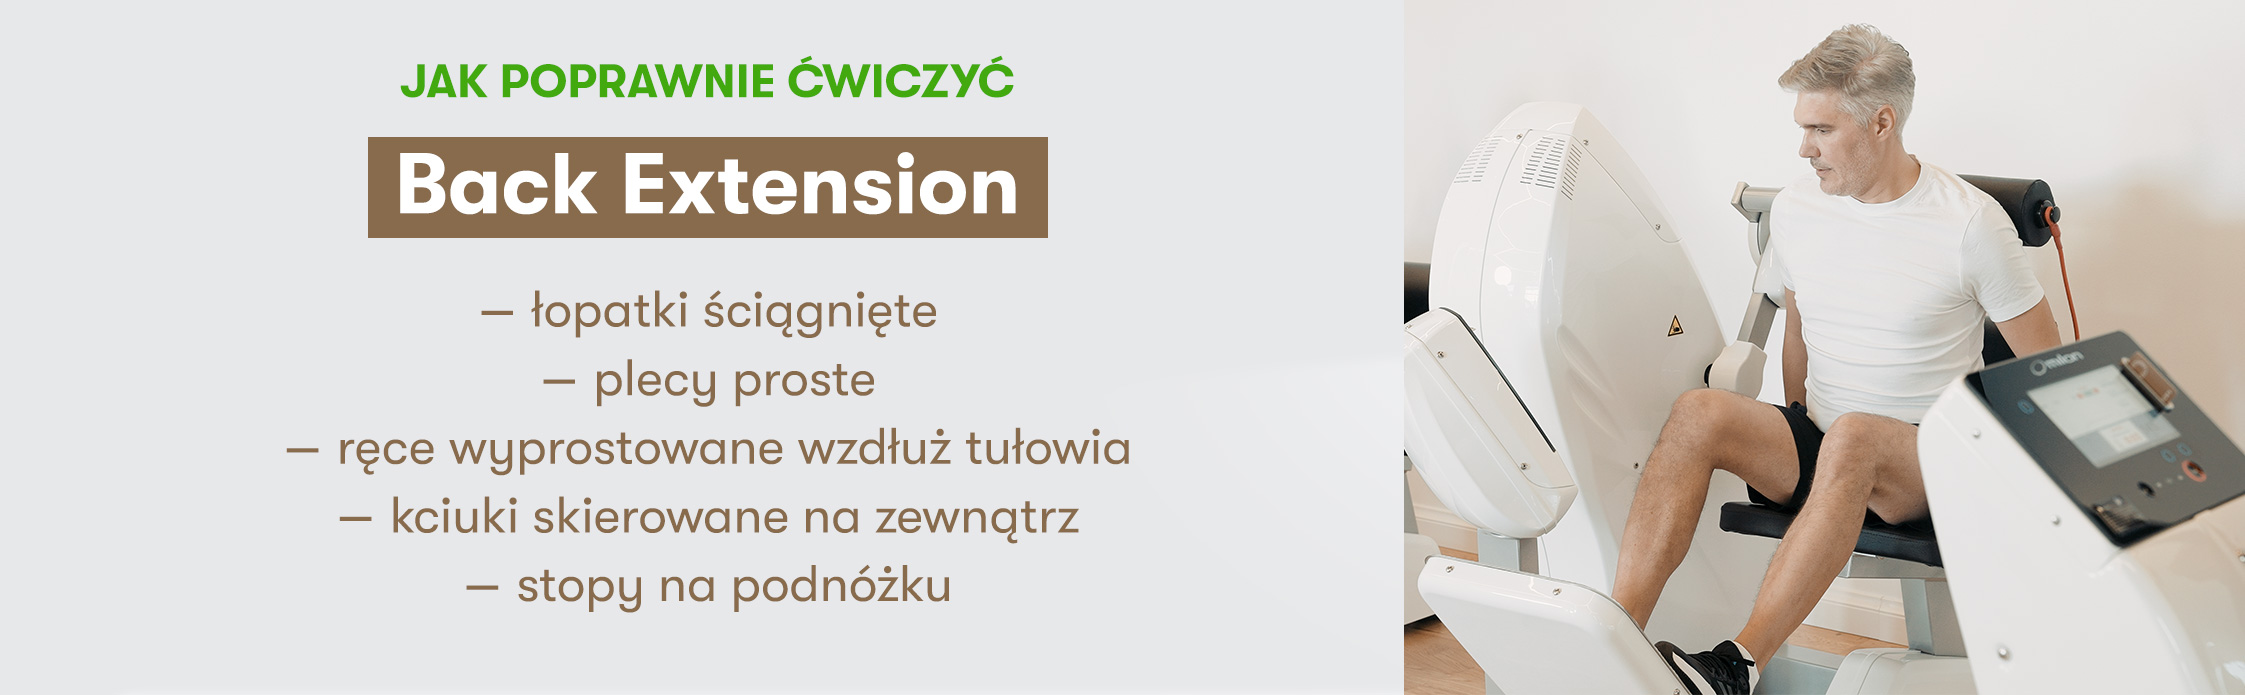 JAK POPRAWNIE ĆWICZYĆ
Back Extension
— łopatki ściągnięte
— plecy proste
— ręce wyprostowane wzdłuż tułowia
— kciuki skierowane na zewnątrz
— stopy na podnóżku
milon